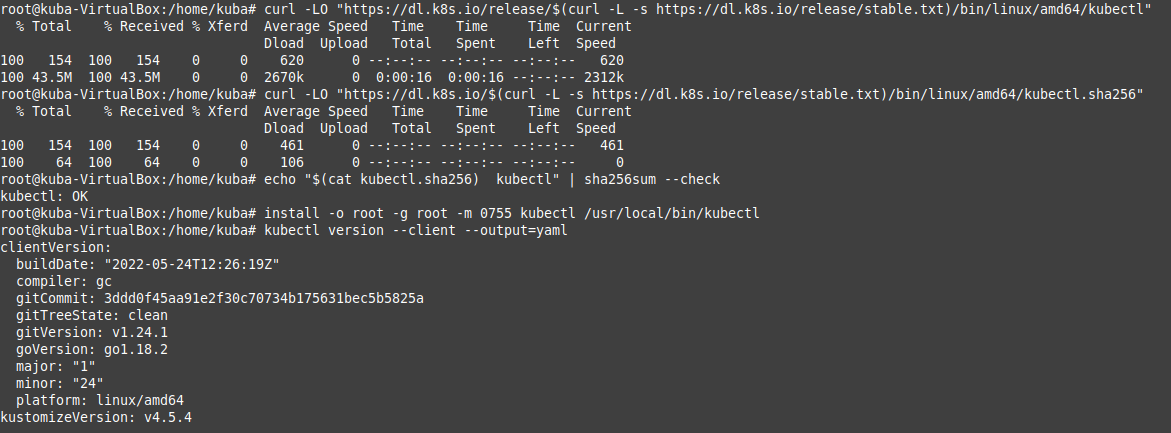 root@kuba-VirtualBox:/home/kuba# curl -LO "https://dl.k8s.io/release/$(curl -L -s https://dl.k8s.io/release/stable.txt)/bin/linux/amd64/kubectl"
  % Total    % Received % Xferd  Average Speed   Time    Time     Time  Current
                                 Dload  Upload   Total   Spent    Left  Speed
100   154  100   154    0     0    620      0 --:--:-- --:--:-- --:--:--   620
100 43.5M  100 43.5M    0     0  2670k      0  0:00:16  0:00:16 --:--:-- 2312k
root@kuba-VirtualBox:/home/kuba# curl -LO "https://dl.k8s.io/$(curl -L -s https://dl.k8s.io/release/stable.txt)/bin/linux/amd64/kubectl.sha256"
  % Total    % Received % Xferd  Average Speed   Time    Time     Time  Current
                                 Dload  Upload   Total   Spent    Left  Speed
100   154  100   154    0     0    461      0 --:--:-- --:--:-- --:--:--   461
100    64  100    64    0     0    106      0 --:--:-- --:--:-- --:--:--     0
root@kuba-VirtualBox:/home/kuba# echo "$(cat kubectl.sha256)  kubectl" | sha256sum --check
kubectl: OK
root@kuba-VirtualBox:/home/kuba# install -o root -g root -m 0755 kubectl /usr/local/bin/kubectl
root@kuba-VirtualBox:/home/kuba# kubectl version --client --output=yaml
clientVersion:
  buildDate: "2022-05-24T12:26:19Z"
  compiler: gc
  gitCommit: 3ddd0f45aa91e2f30c70734b175631bec5b5825a
  gitTreeState: clean
  gitVersion: v1.24.1
  goVersion: go1.18.2
  major: "1"
  minor: "24"
  platform: linux/amd64
kustomizeVersion: v4.5.4